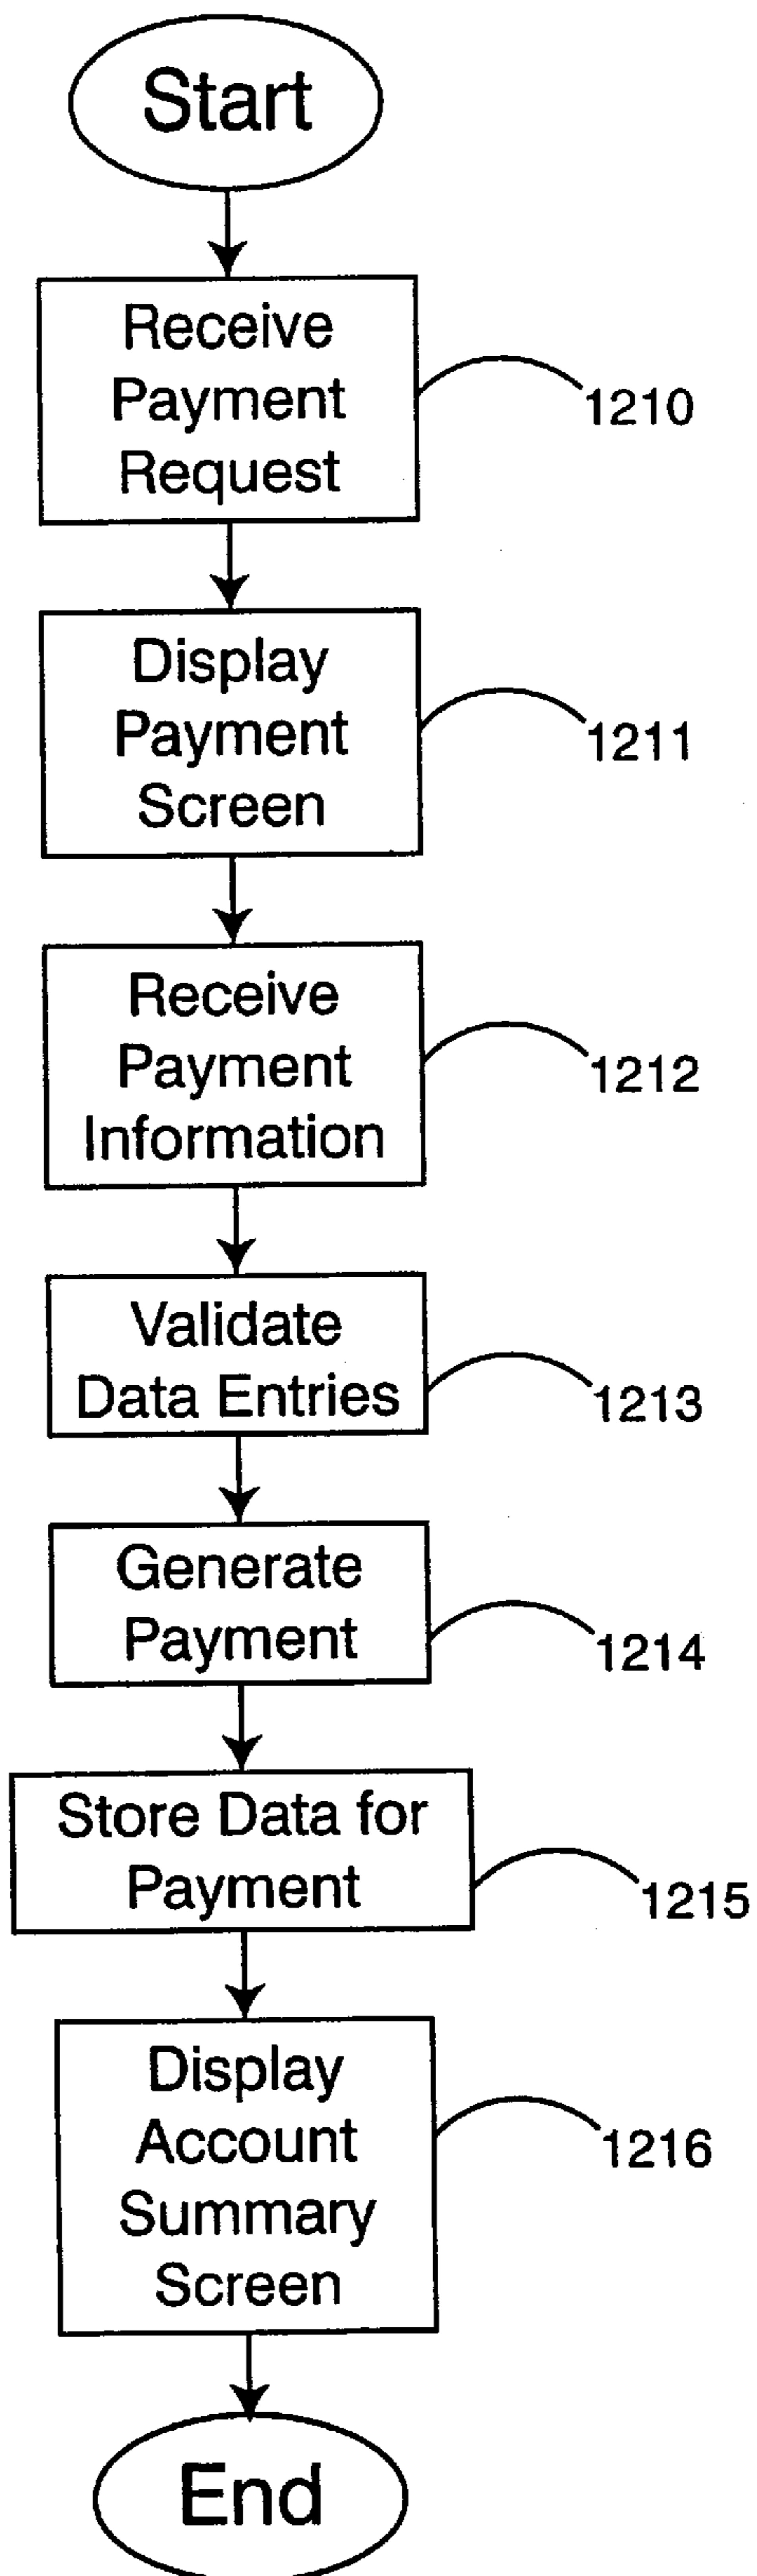 Start
Receive
Payment
Request
1210
Display
Payment
Screen
1211
Receive
Payment
Information
1212
Validate
Data Entries
1213
Generate
Payment
1214
Store Data for
Payment
1215
Display
Account
Summary
Screen
1216
End